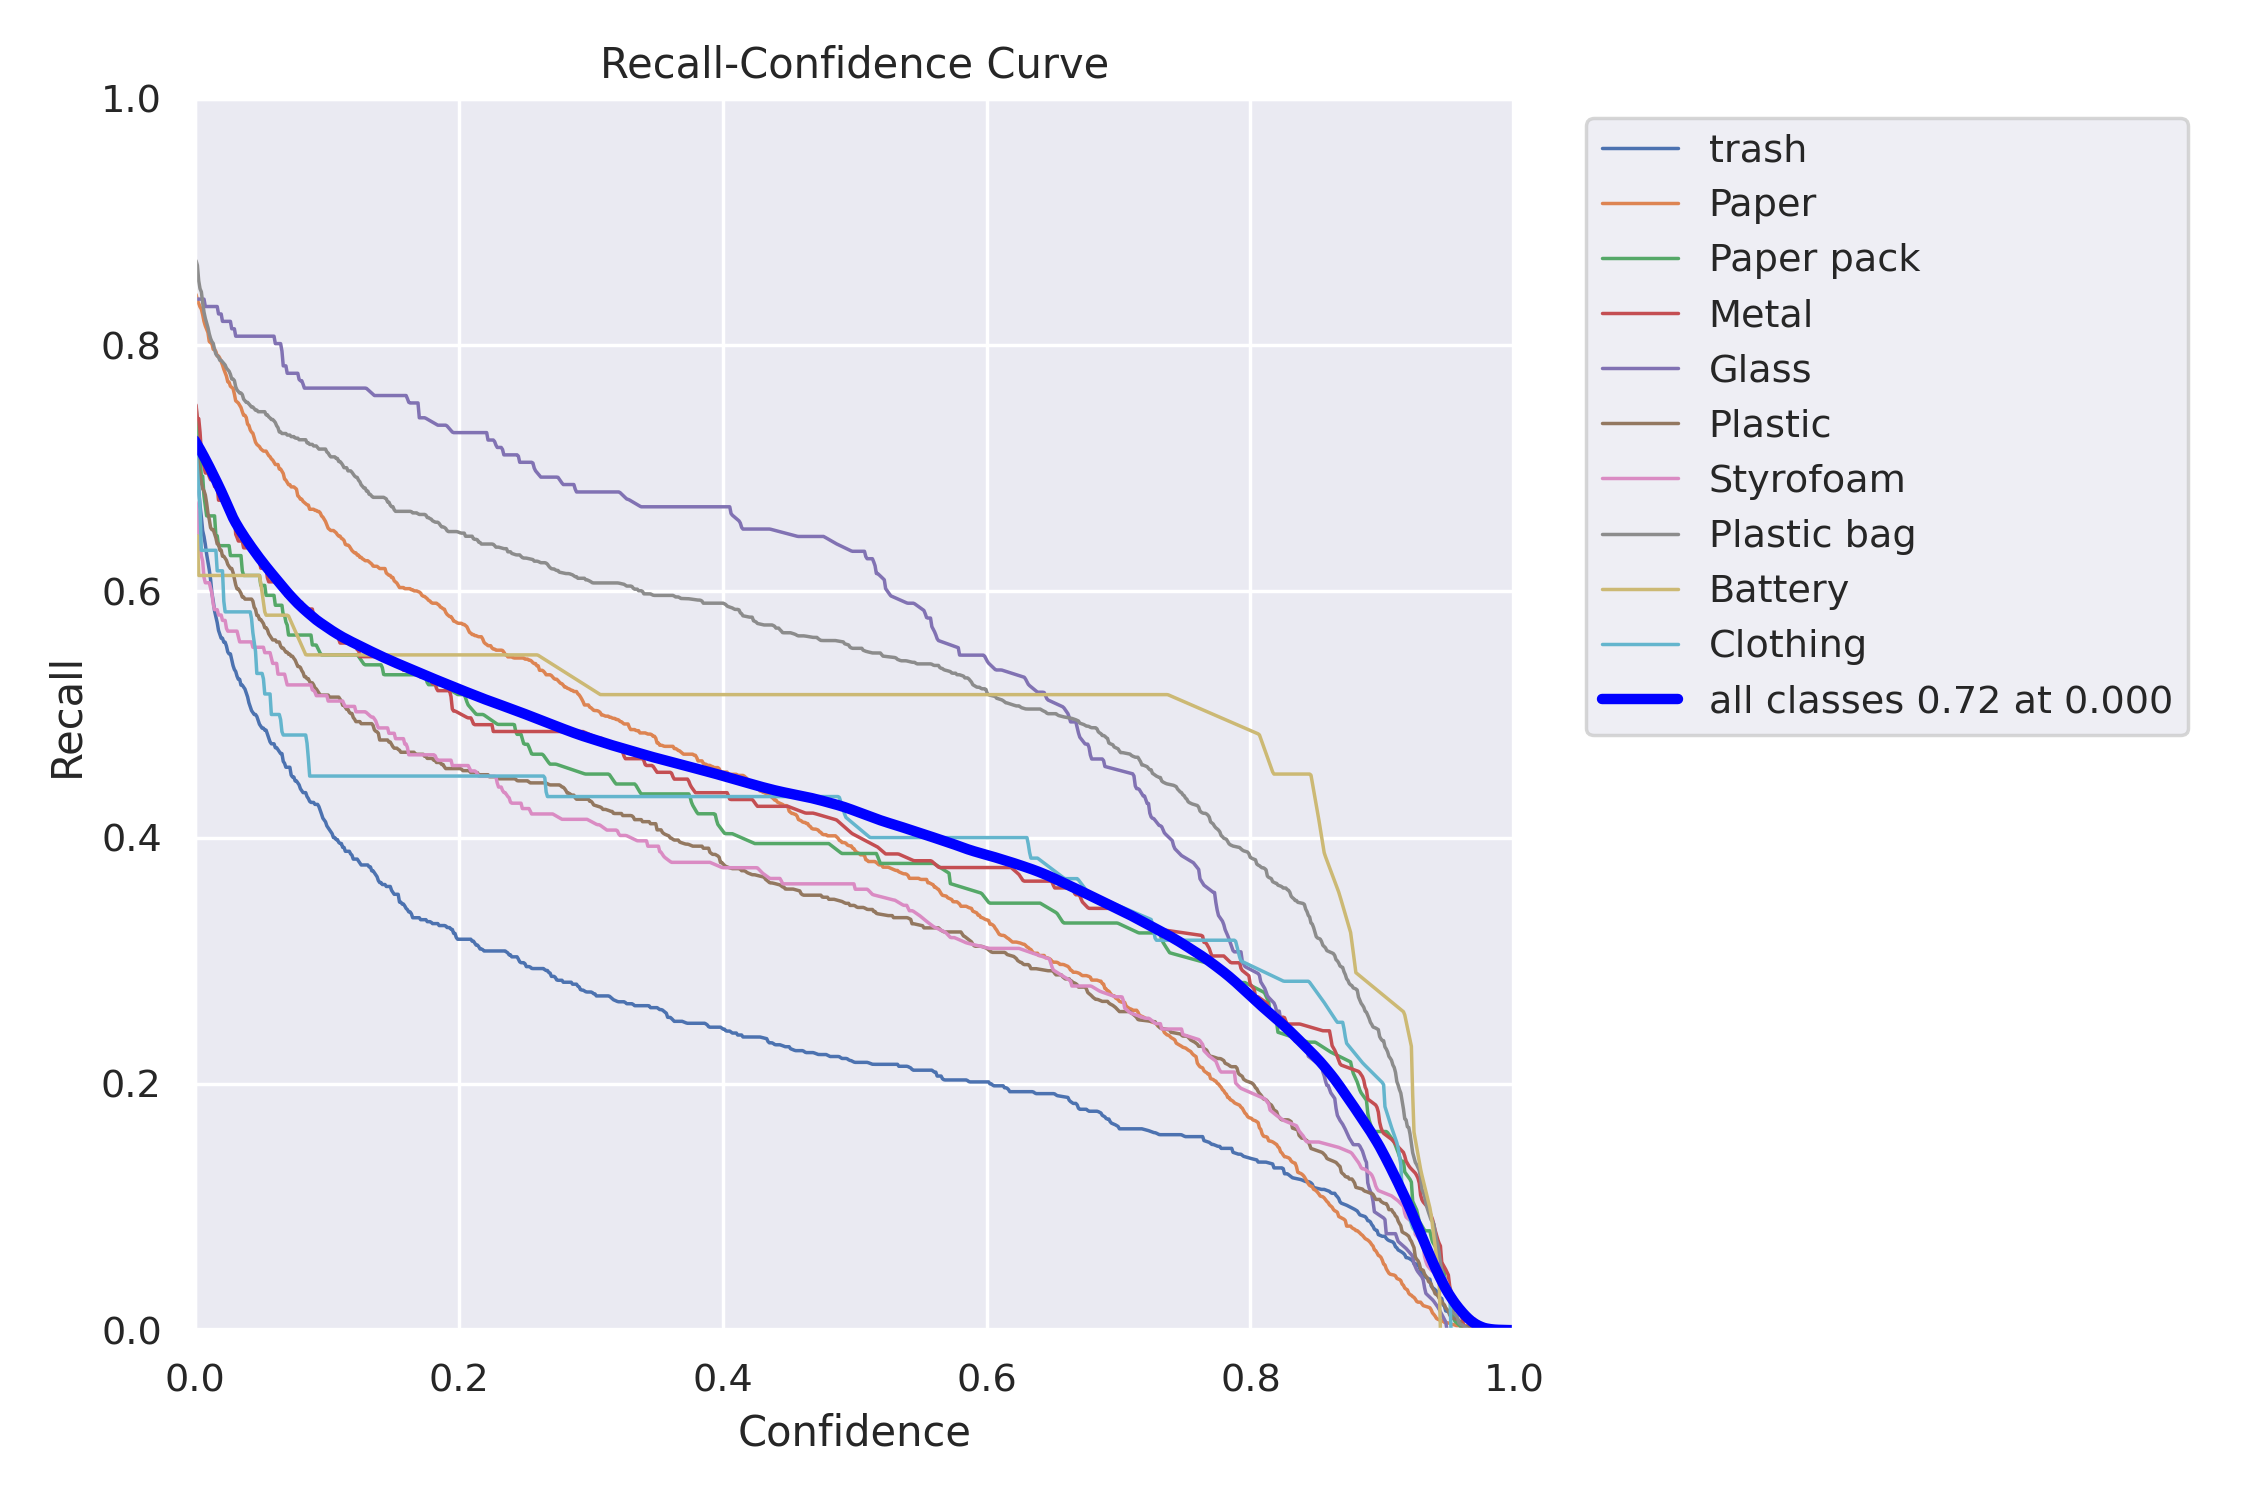 Recall-Confidence Curve
1.0
0.8
0.6
0.4
0.2
0.0
Recall
0.0 0.2 0.4 0.6 0.8 1.0
Confidence
trash
Paper
Paper pack
Metal
Glass
Plastic
Styrofoam
Plastic bag
Battery
Clothing
all classes 0.72 at 0.000